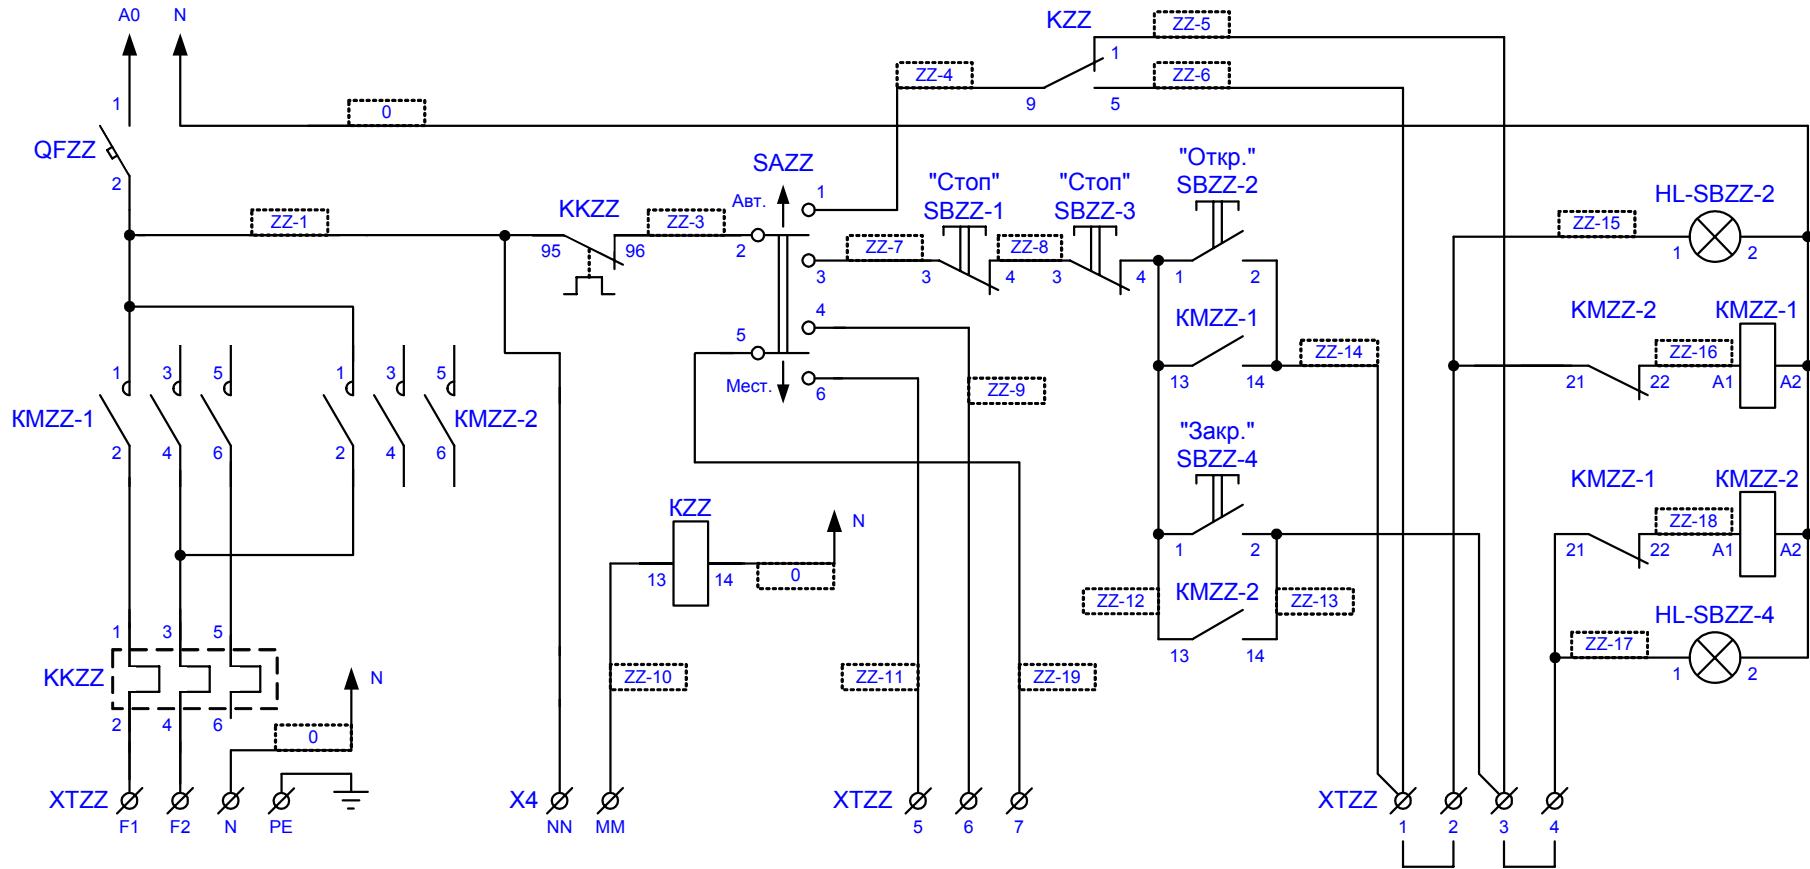 A0
N
1
0
QFZZ
2
ZZ-1
KKZZ
95
96
ZZ-3
SAZZ
Авт.
1
2
3
4
5
Мест.
6
KZZ
ZZ-4
9
1
5
ZZ-5
ZZ-6
ZZ-7
"Стоп"
SBZZ-1
3
4
ZZ-8
"Стоп"
SBZZ-3
3
4
"Откр."
SBZZ-2
1
2
KMZZ-1
13
14
ZZ-14
"Закр."
SBZZ-4
1
2
KMZZ-2
ZZ-12
ZZ-13
13
14
HL-SBZZ-2
ZZ-15
1
2
KMZZ-2
KMZZ-1
21
22
ZZ-16
A1
A2
KMZZ-1
KMZZ-2
21
22
ZZ-18
A1
A2
HL-SBZZ-4
ZZ-17
1
2
KMZZ-1
1
3
5
2
4
6
1
3
5
KMZZ-2
2
4
6
KKZZ
1
3
5
2
4
6
N
0
XTZZ
F1
F2
N
PE
KZZ
13
14
0
N
ZZ-10
X4
NN
MM
ZZ-9
ZZ-11
ZZ-19
XTZZ
5
6
7
XTZZ
1
2
3
4